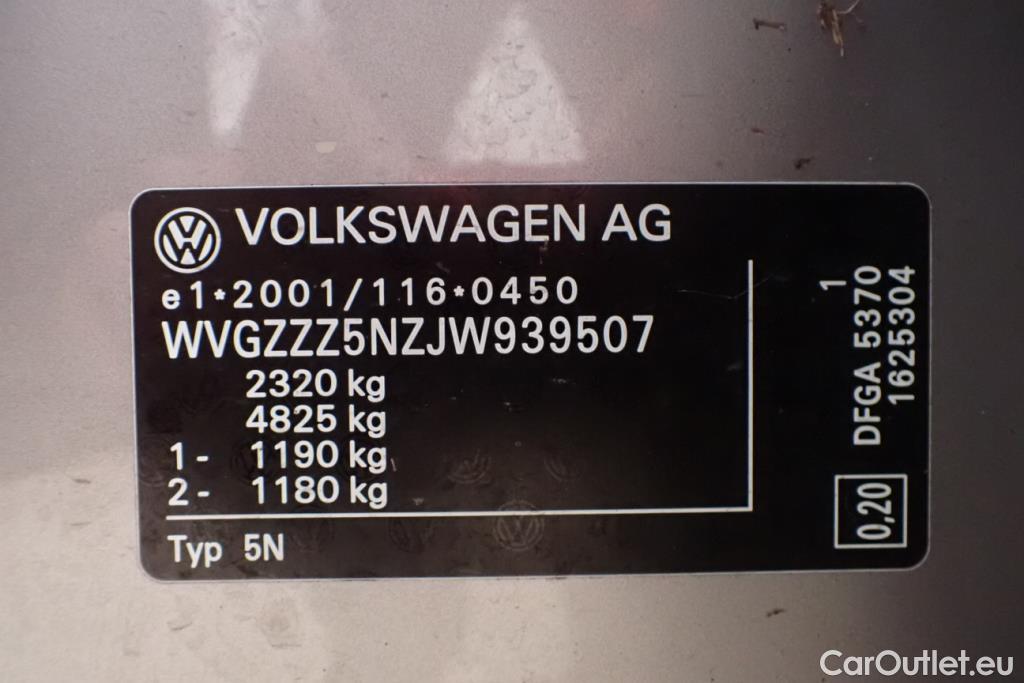 VOLKSWAGEN AG
e1*2001/116*0450
WVGZZZ5NZJW939507
2320 kg
4825 kg
1- 1190 kg
2- 1180 kg
Typ 5N
DFGA 5370 1
1625304
0,20
CarOutlet.eu